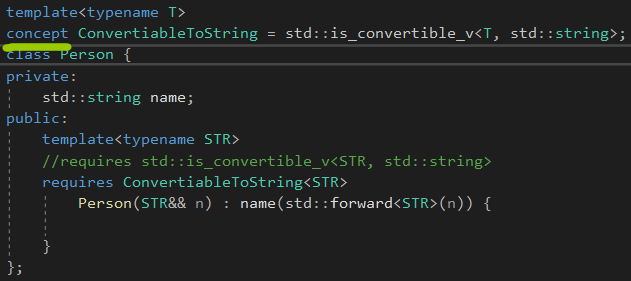 template<typename T>
concept ConvertiableToString = std::is_convertible_v<T, std::string>;
class Person {
private:
    std::string name;
public:
    template<typename STR>
    //requires std::is_convertible_v<STR, std::string>
    requires ConvertiableToString<STR>
        Person(STR&& n) : name(std::forward<STR>(n)) {
    }
};